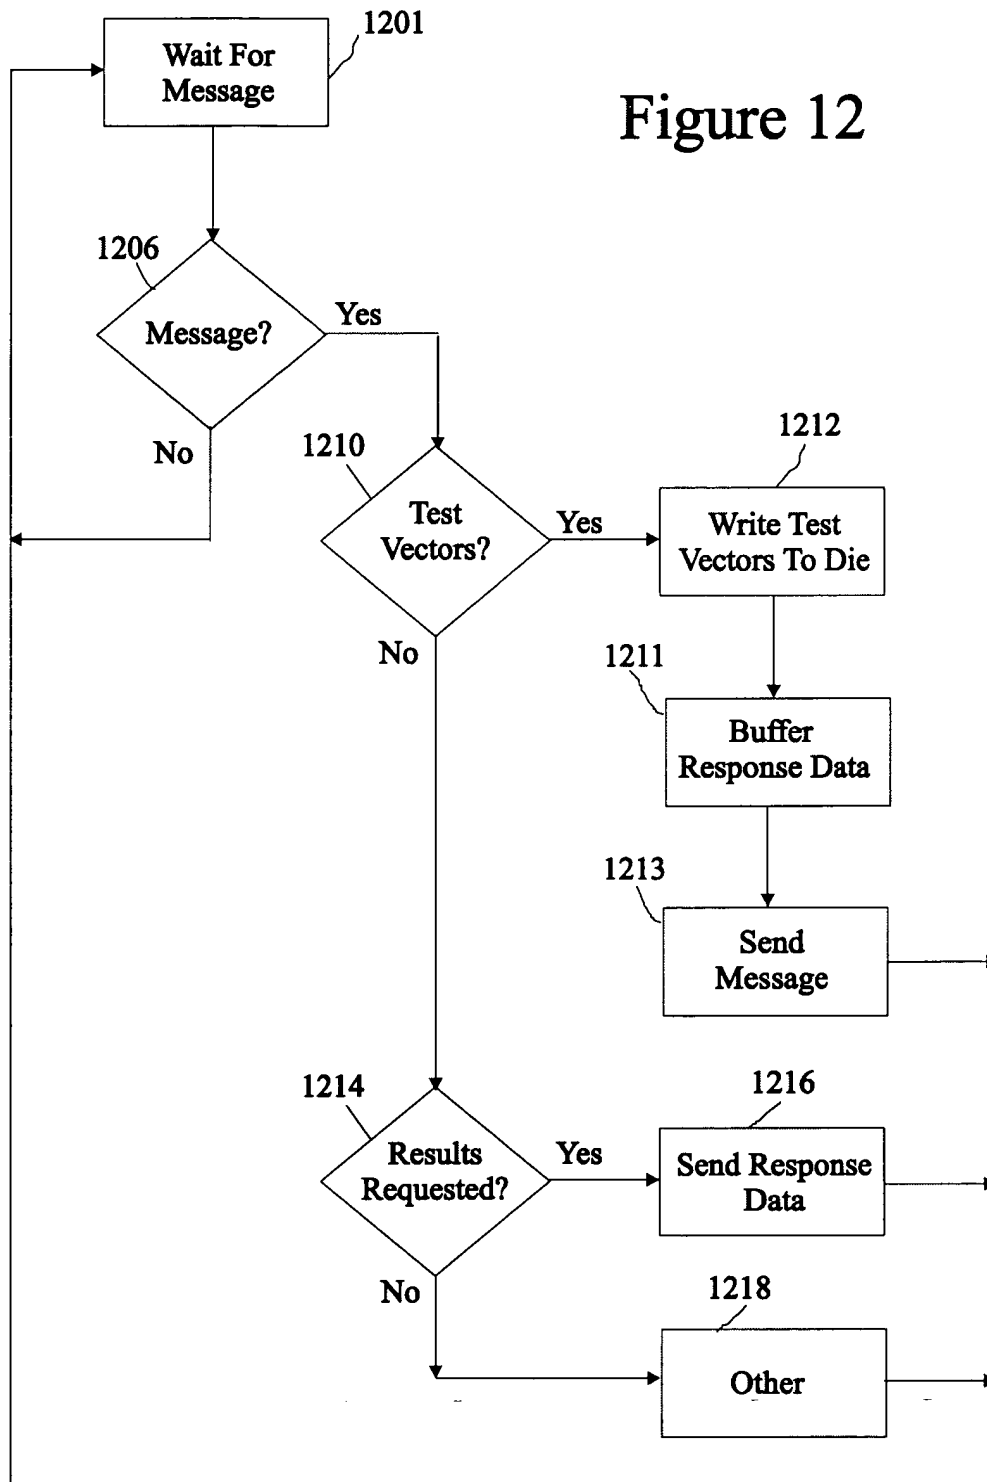 1201
Wait For
Message
Figure 12
1206
Message?
Yes
No
1210
Test
Vectors?
Yes
No
1212
Write Test
Vectors To Die
1211
Buffer
Response Data
1213
Send
Message
1214
Results
Requested?
Yes
No
1216
Send Response
Data
1218
Other